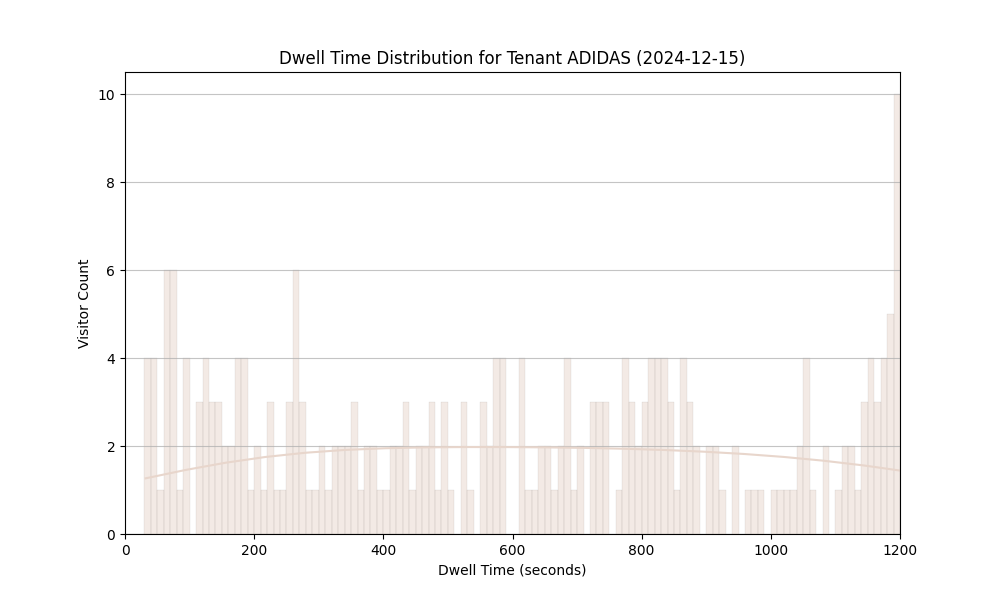 Dwell Time Distribution for Tenant ADIDAS (2024-12-15)
Visitor Count
10
8
6
4
2
0
0 200 400 600 800 1000 1200
Dwell Time (seconds)